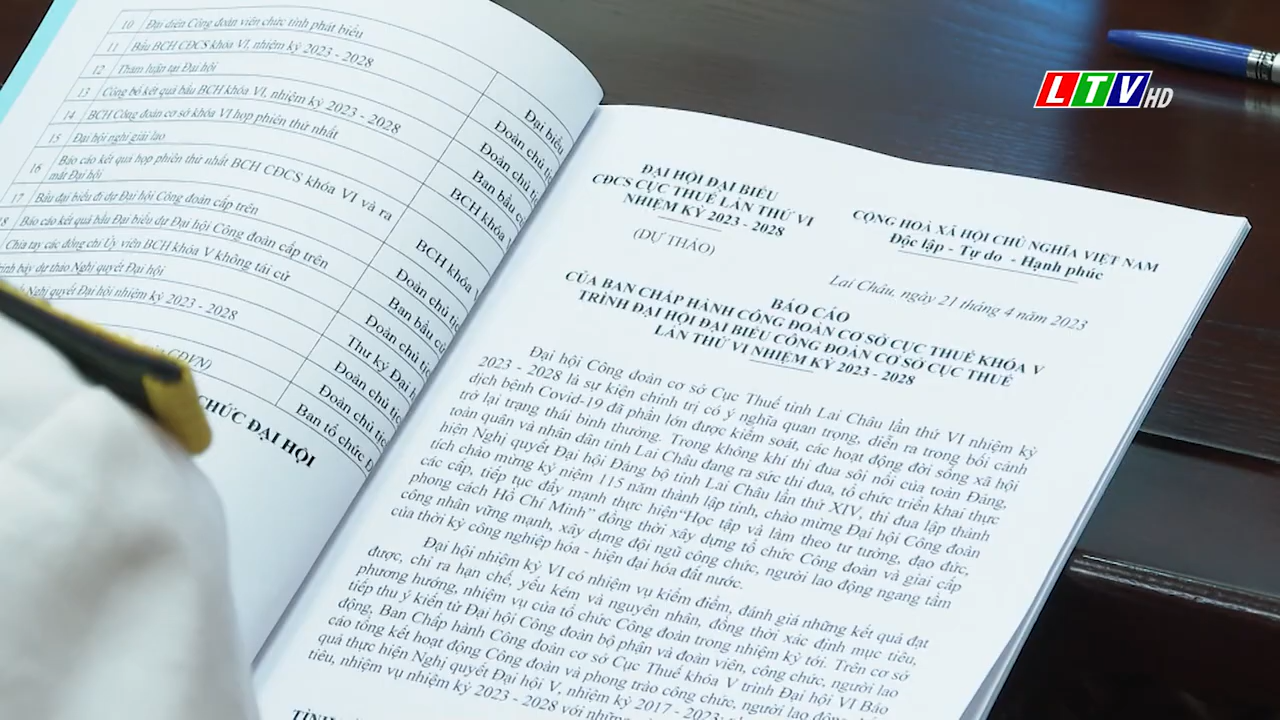 LTV HD
10 Đại diện Công đoàn viên chức tỉnh phát biểu
11 Bầu BCH CĐCS khóa VI, nhiệm kỳ 2023 - 2028 Đại biểu
12 Tham luận tại Đại hội Đoàn chủ
13 Công bố kết quả bầu BCH khóa VI, nhiệm kỳ 2023 - 2028 Ban bầu
14 BCH Công đoàn cơ sở khóa VI họp phiên thứ nhất BCH khóa
15 Đại hội nghị giải lao
16 Báo cáo kết quả họp phiên thứ nhất BCH CĐCS khóa VI và ra
mắt Đại hội BCH khóa
17 Bầu đại biểu đi dự Đại hội Công đoàn cấp trên Đoàn chủ
Báo cáo kết quả bầu Đại biểu dự Đại hội Công đoàn cấp trên Ban bầu
Chia tay các đồng chí Ủy viên BCH khóa V không tái cử Đoàn chủ
bày dự thảo Nghị quyết Đại hội Thư ký Đại
quyết Đại hội nhiệm kỳ 2023 - 2028 Đoàn chủ
Đoàn chủ
Ban tổ chức
CHỨC ĐẠI HỘI
ĐẠI HỘI ĐẠI BIỂU
CĐCS CỤC THUẾ LẦN THỨ VI
NHIỆM KỲ 2023 - 2028
(DỰ THẢO)
CỘNG HOÀ XÃ HỘI CHỦ NGHĨA VIỆT NAM
Độc lập - Tự do - Hạnh phúc
Lai Châu, ngày 21 tháng 4 năm 2023
BÁO CÁO
CỦA BAN CHẤP HÀNH CÔNG ĐOÀN CƠ SỞ CỤC THUẾ KHÓA V
TRÌNH ĐẠI HỘI ĐẠI BIỂU CÔNG ĐOÀN CƠ SỞ CỤC THUẾ
LẦN THỨ VI NHIỆM KỲ 2023 - 2028
Đại hội Công đoàn cơ sở Cục Thuế tỉnh Lai Châu lần thứ VI nhiệm kỳ
2023 - 2028 là sự kiện chính trị có ý nghĩa quan trọng, diễn ra trong bối cảnh
dịch bệnh Covid-19 đã phần lớn được kiểm soát, các hoạt động đời sống xã hội
trở lại trạng thái bình thường. Trong không khí thi đua sôi nổi của toàn Đảng,
toàn quân và nhân dân tỉnh Lai Châu đang ra sức thi đua, tổ chức triển khai thực
hiện Nghị quyết Đại hội Đảng bộ tỉnh Lai Châu lần thứ XIV, thi đua lập thành
tích chào mừng kỷ niệm 115 năm thành lập tỉnh, chào mừng Đại hội Công đoàn
các cấp, tiếp tục đẩy mạnh thực hiện“Học tập và làm theo tư tưởng, đạo đức,
phong cách Hồ Chí Minh” đồng thời xây dựng tổ chức Công đoàn và giai cấp
công nhân vững mạnh, xây dựng đội ngũ công chức, người lao động ngang tầm
của thời kỳ công nghiệp hóa - hiện đại hóa đất nước.
Đại hội nhiệm kỳ VI có nhiệm vụ kiểm điểm, đánh giá những kết quả đạt
được, chỉ ra hạn chế, yếu kém và nguyên nhân, đồng thời xác định mục tiêu,
phương hướng, nhiệm vụ của tổ chức Công đoàn trong nhiệm kỳ tới. Trên cơ sở
tiếp thu ý kiến từ Đại hội Công đoàn bộ phận và đoàn viên, công chức, người lao
động, Ban Chấp hành Công đoàn cơ sở Cục Thuế khóa V trình Đại hội VI Báo
cáo tổng kết hoạt động Công đoàn và phong trào công chức, người lao động
quả thực hiện Nghị quyết Đại hội V, nhiệm kỳ 2017 - 2023;
tiêu, nhiệm vụ nhiệm kỳ 2023 - 2028 với